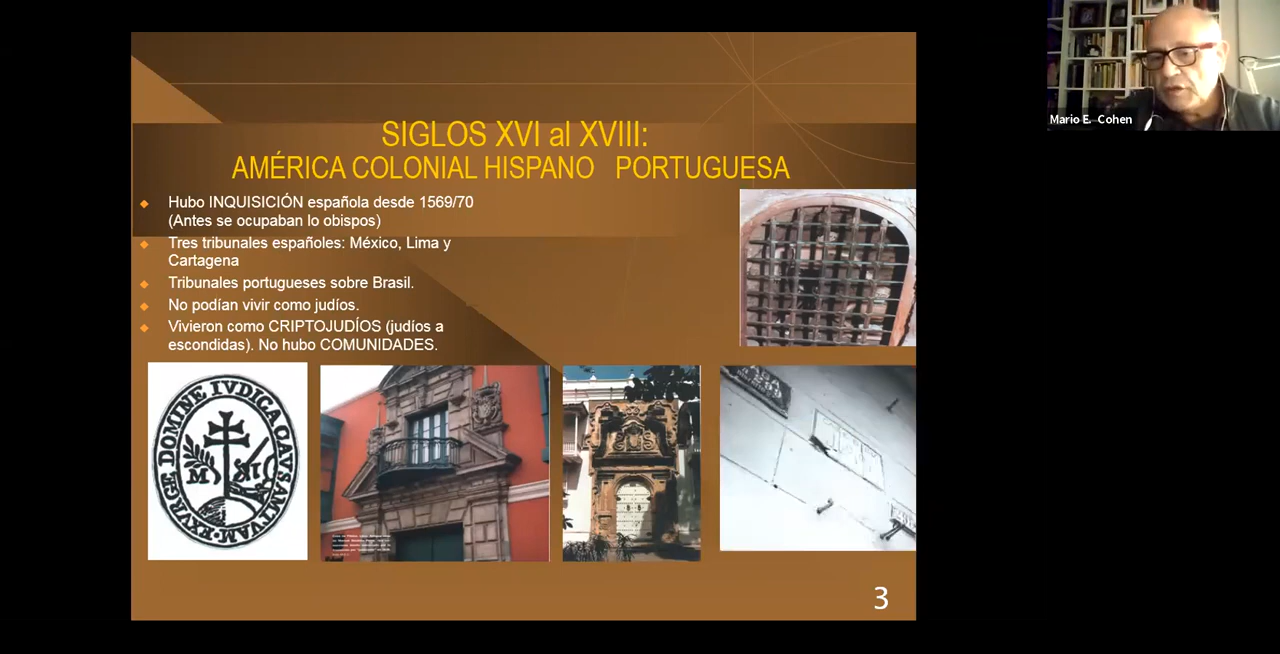 SIGLOS XVI al XVIII:
AMÉRICA COLONIAL HISPANO PORTUGUESA
Hubo INQUISICIÓN española desde 1569/70
(Antes se ocupaban lo obispos)
Tres tribunales españoles: México, Lima y
Cartagena
Tribunales portugueses sobre Brasil.
No podían vivir como judíos.
Vivieron como CRIPTOJUDÍOS (judíos a
escondidas). No hubo COMUNIDADES.
EXVRGE DOMINE IVDICA CAVSAM TVAM
3
Mario E. Cohen